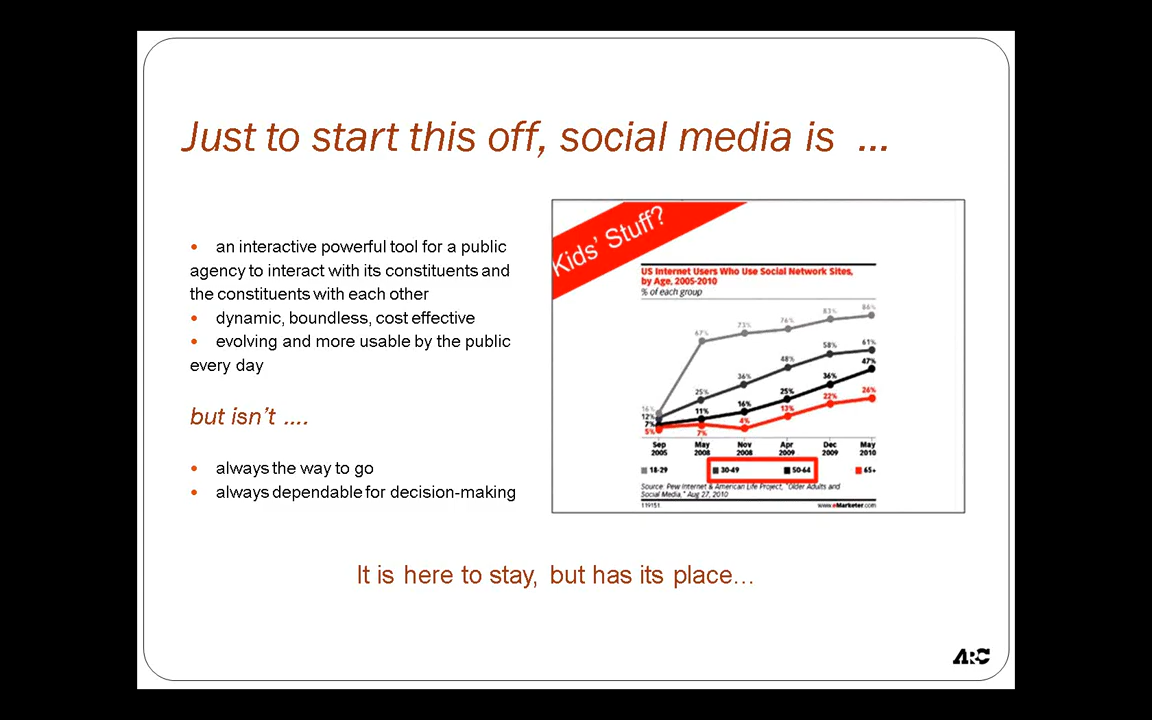 Just to start this off, social media is ...
• an interactive powerful tool for a public
agency to interact with its constituents and
the constituents with each other
• dynamic, boundless, cost effective
• evolving and more usable by the public
every day
but isn't ....
• always the way to go
• always dependable for decision-making
Kids' Stuff?
US Internet Users Who Use Social Network Sites,
by Age, 2005-2010
% of each group
16% 67% 73% 76% 83% 86%
12% 25% 36% 48% 58% 61%
7% 11% 16% 25% 36% 47%
5% 7% 4% 13% 22% 26%
Sep May Nov Apr Dec May
2005 2008 2008 2009 2009 2010
18-29 30-49 50-64 65+
Source: Pew Internet & American Life Project, "Older Adults and
Social Media," Aug 27, 2010
119151 www.eMarketer.com
It is here to stay, but has its place...
ARC